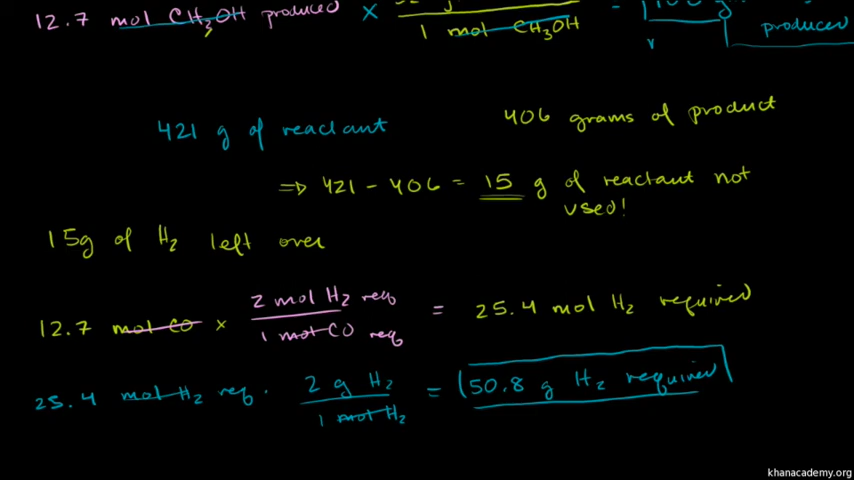 12.7 mol CH3OH produced × g / 1 mol CH3OH =
produced
421 g of reactant
406 grams of product
⇒ 421 - 406 = 15 g of reactant not
used!
15g of H2 left over
12.7 mol CO × 2 mol H2 req / 1 mol CO req = 25.4 mol H2 required
25.4 mol H2 req · 2 g H2 / 1 mol H2 = 50.8 g H2 required
khanacademy.org